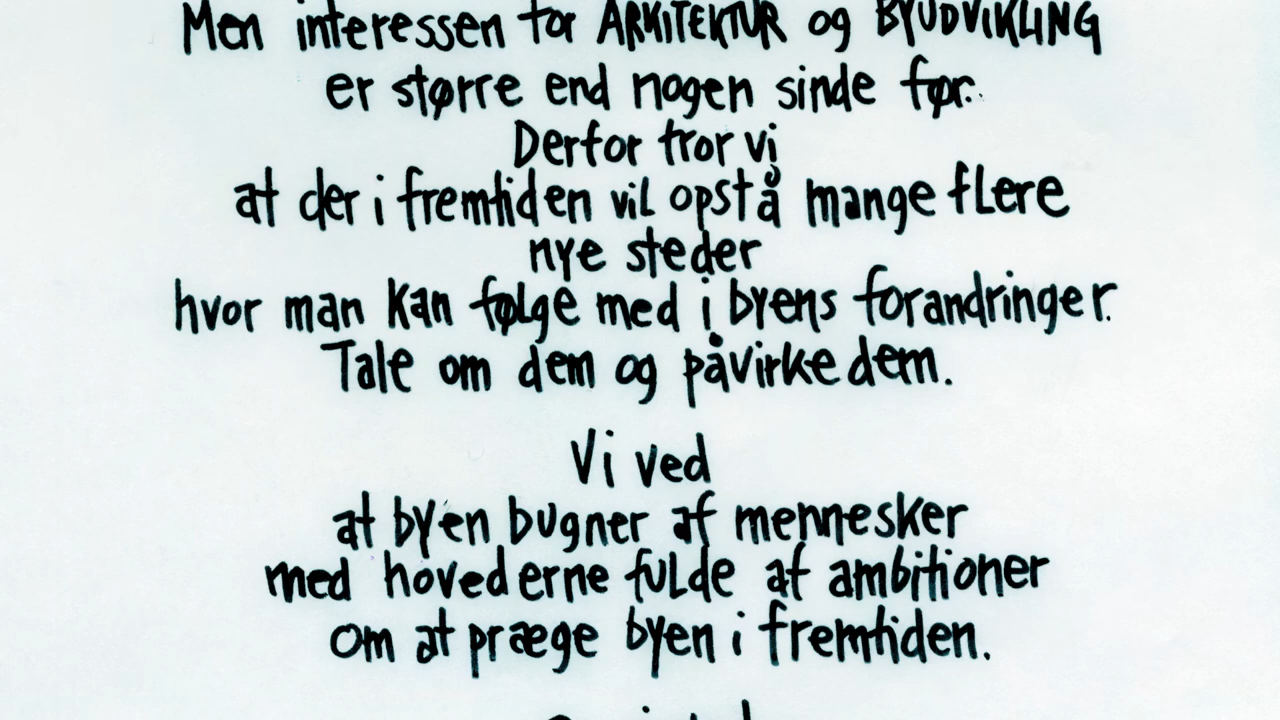 Men interessen for ARKITEKTUR og BYUDVIKLING
er større end nogen sinde før.
Derfor tror vi
at der i fremtiden vil opstå mange flere
nye steder
hvor man kan følge med i byens forandringer.
Tale om dem og påvirke dem.
Vi ved
at byen bugner af mennesker
med hovederne fulde af ambitioner
om at præge byen i fremtiden.